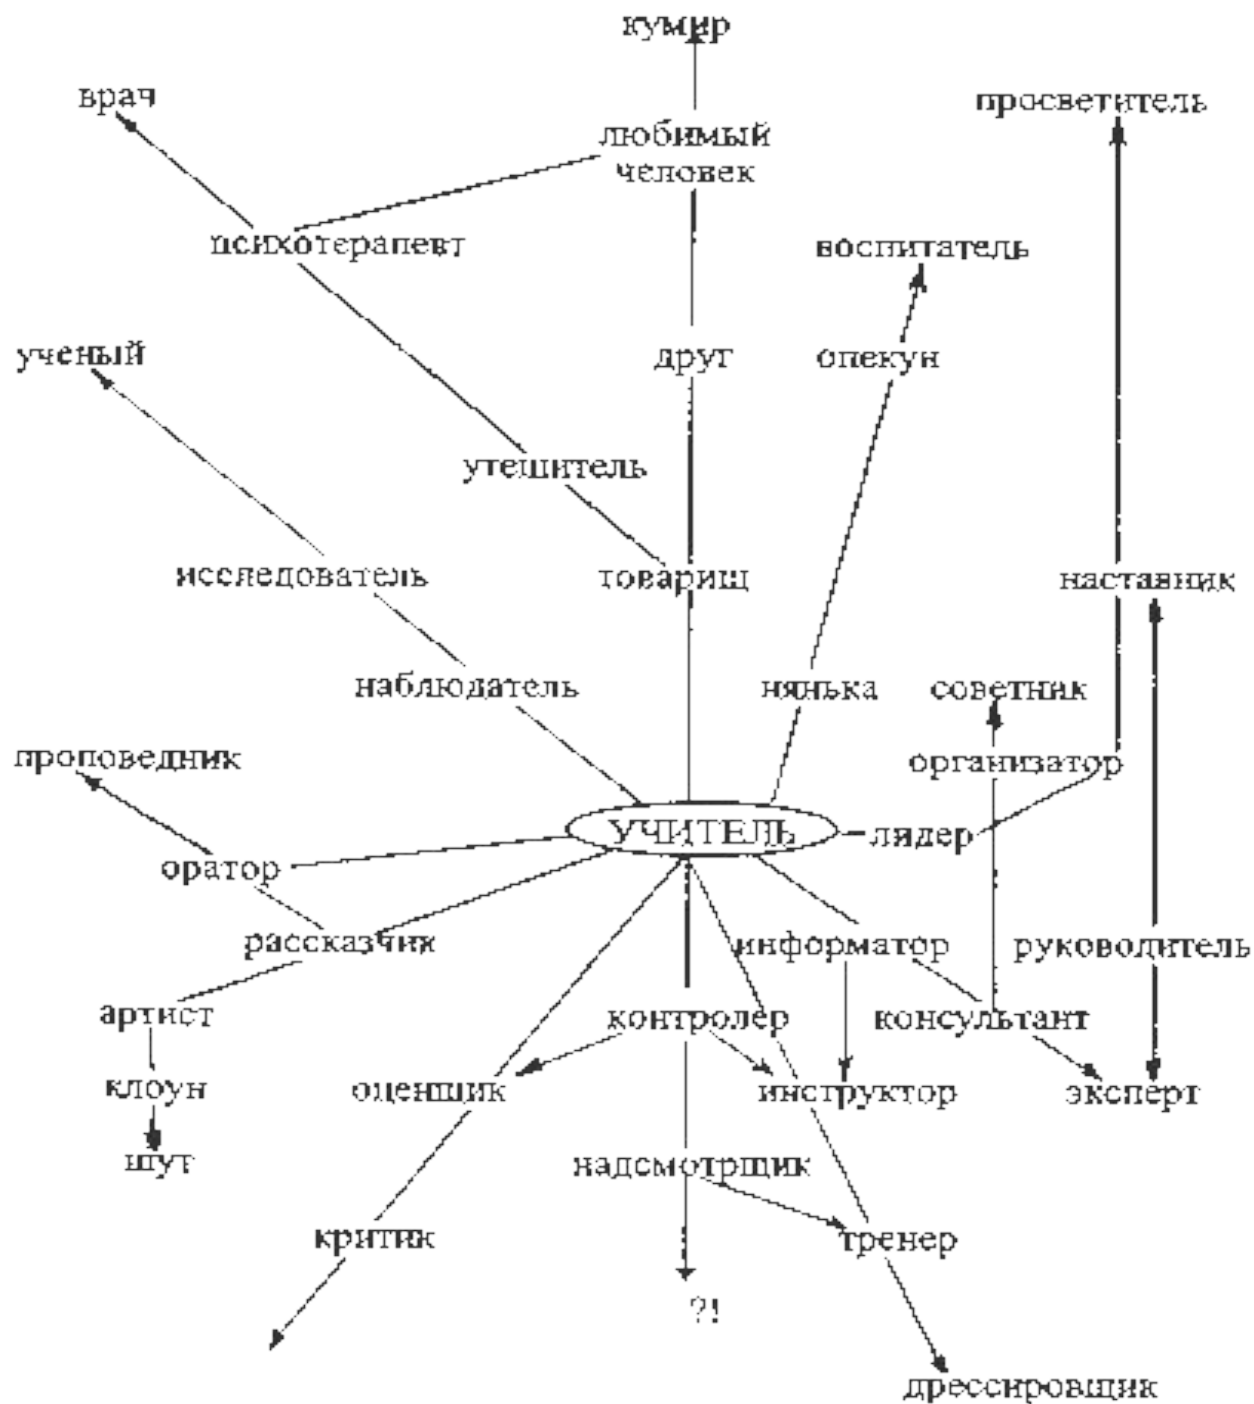 кумир
врач
просветитель
любимый
человек
психотерапевт
воспитатель
ученый
друг
опекун
утешитель
исследователь
товарищ
наставник
наблюдатель
нянька
советник
проповедник
организатор
УЧИТЕЛЬ
лидер
оратор
рассказчик
информатор
руководитель
артист
контролер
консультант
клоун
оценщик
инструктор
эксперт
шут
надсмотрщик
критик
тренер
?!
дрессировщик